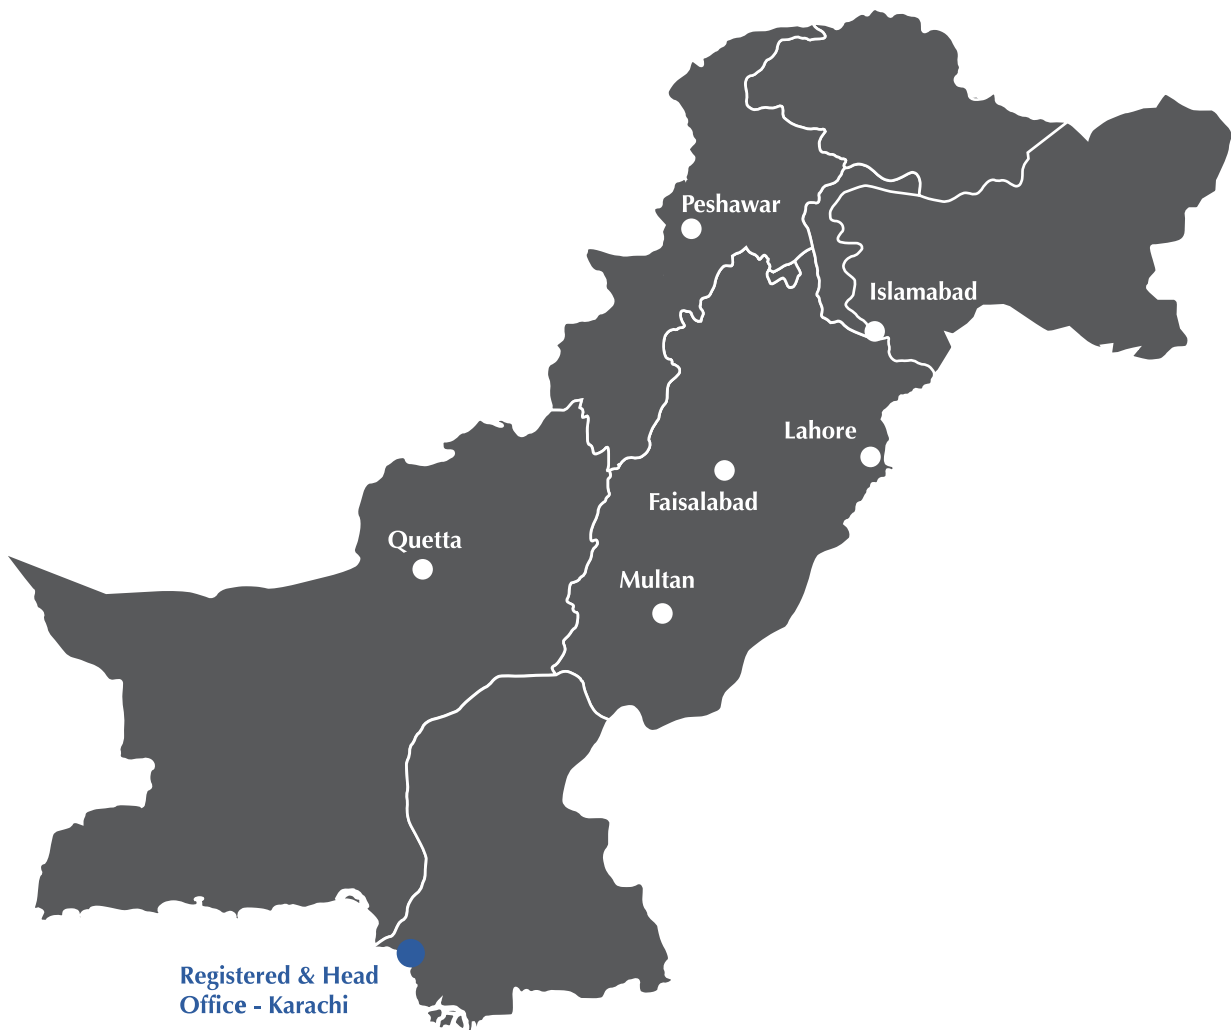 Peshawar
Islamabad
Lahore
Faisalabad
Quetta
Multan
Registered & Head
Office - Karachi